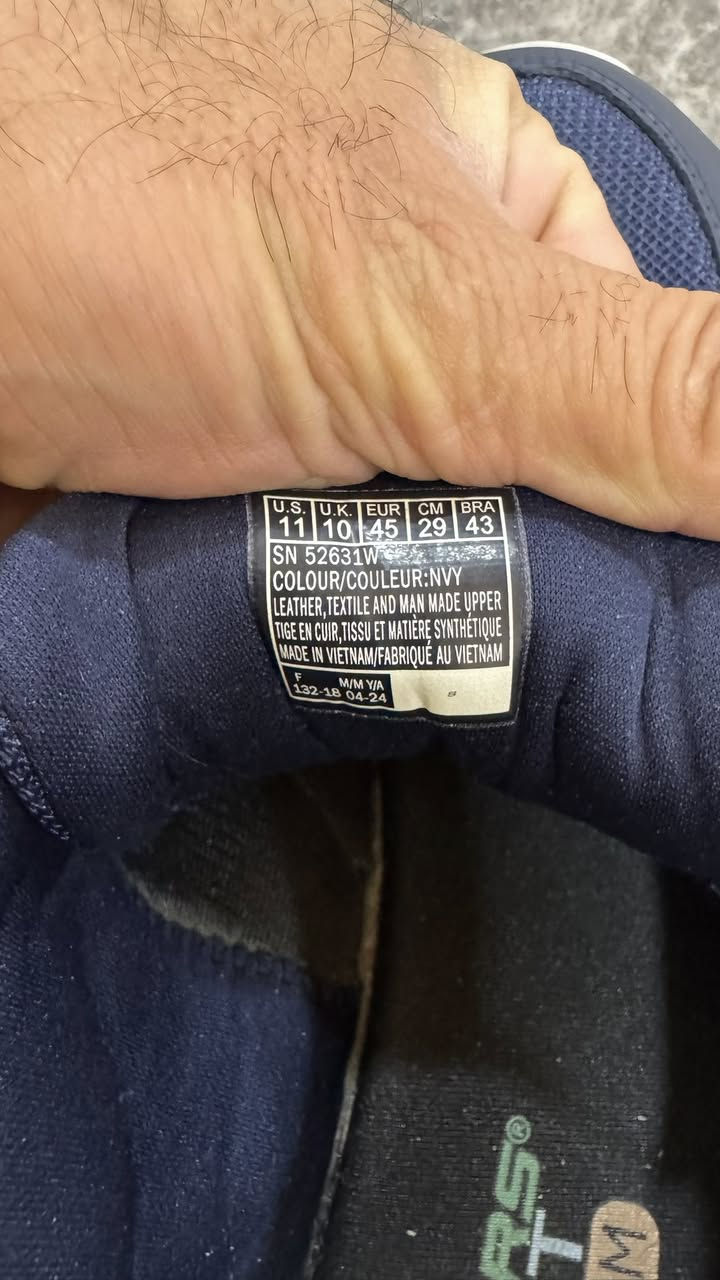 U.S. U.K. EUR CM BRA
11 10 45 29 43
SN 52631W
COLOUR/COULEUR:NVY
LEATHER,TEXTILE AND MAN MADE UPPER
TIGE EN CUIR,TISSU ET MATIÈRE SYNTHÉTIQUE
MADE IN VIETNAM/FABRIQUÉ AU VIETNAM
F M/M Y/A
132-18 04-24
RS®
T
M